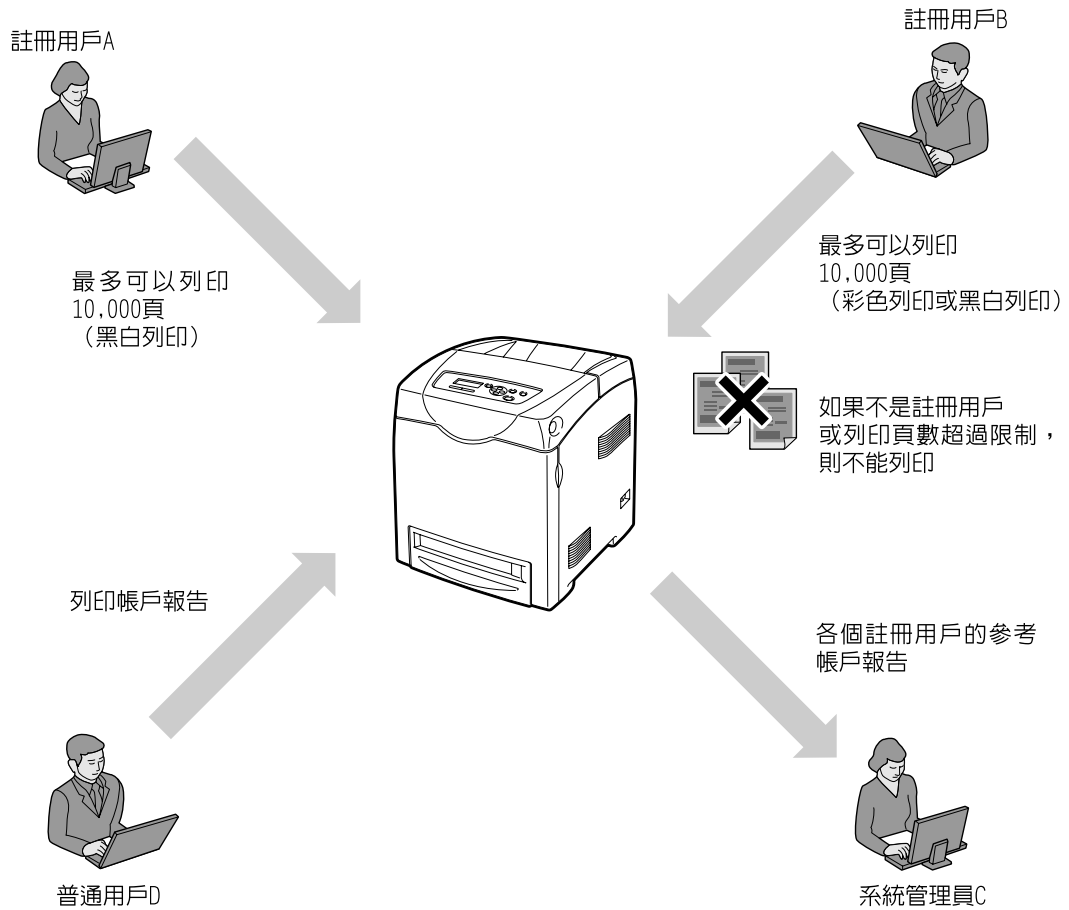 註冊用戶A
註冊用戶B
最多可以列印
10,000頁
（黑白列印）
最多可以列印
10,000頁
（彩色列印或黑白列印）
如果不是註冊用戶
或列印頁數超過限制，
則不能列印
列印帳戶報告
各個註冊用戶的參考
帳戶報告
普通用戶D
系統管理員C